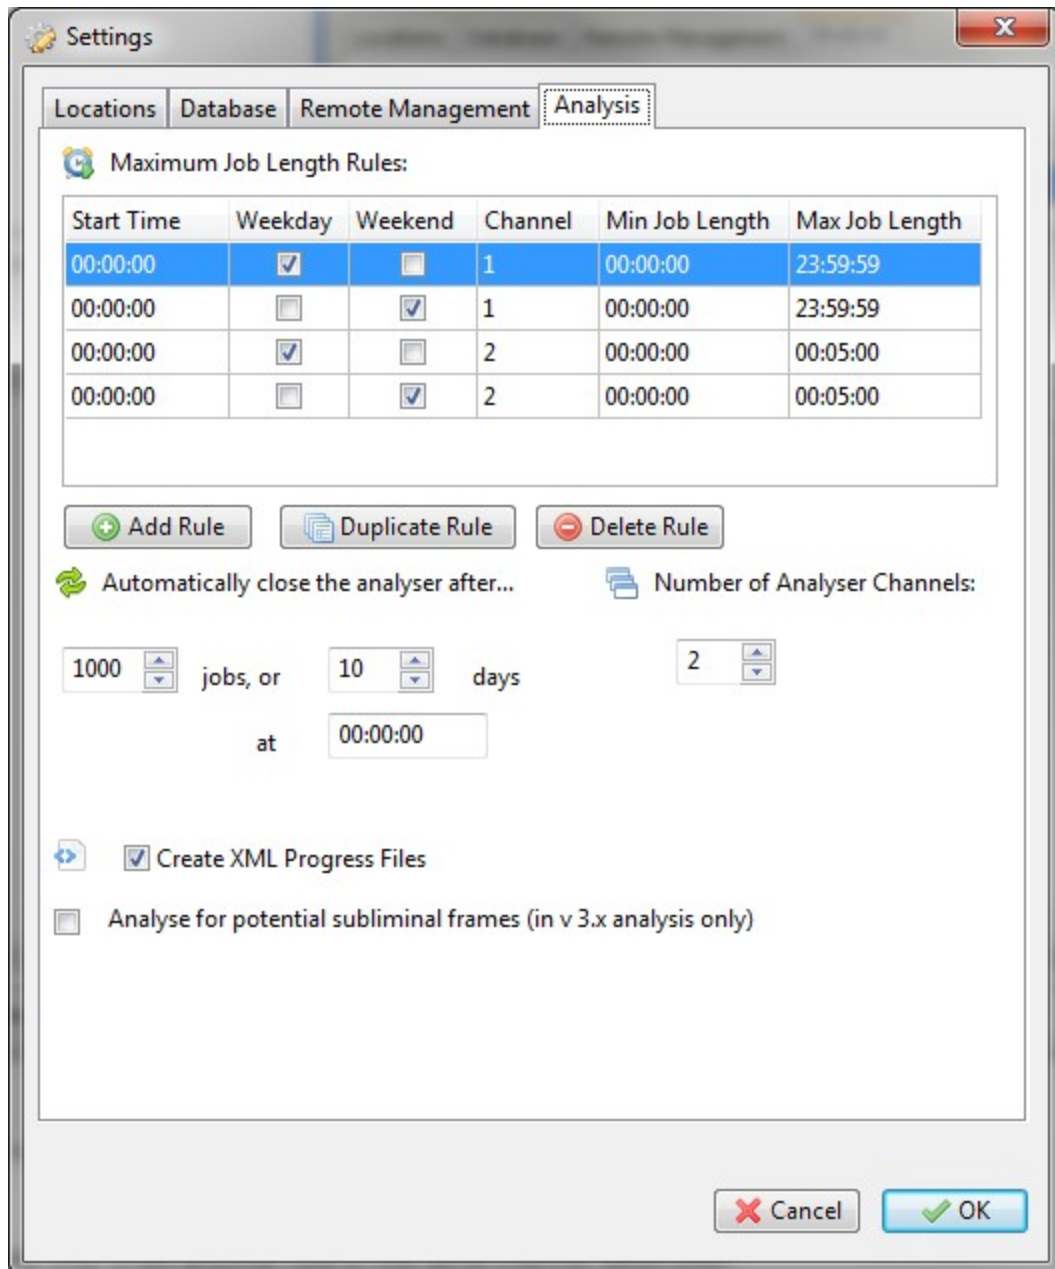 Settings
Locations Database Remote Management Analysis
Maximum Job Length Rules:
Start Time Weekday Weekend Channel Min Job Length Max Job Length
00:00:00 1 00:00:00 23:59:59
00:00:00 1 00:00:00 23:59:59
00:00:00 2 00:00:00 00:05:00
00:00:00 2 00:00:00 00:05:00
Add Rule Duplicate Rule Delete Rule
Automatically close the analyser after... Number of Analyser Channels:
1000 jobs, or 10 days 2
at 00:00:00
Create XML Progress Files
Analyse for potential subliminal frames (in v 3.x analysis only)
Cancel OK